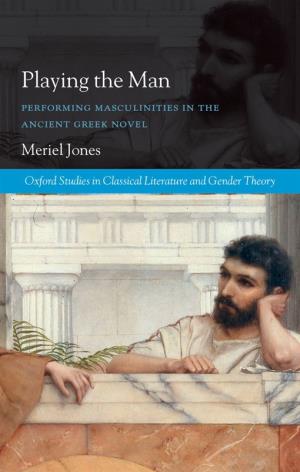 Playing the Man
PERFORMING MASCULINITIES IN THE
ANCIENT GREEK NOVEL
Meriel Jones
Oxford Studies in Classical Literature and Gender Theory